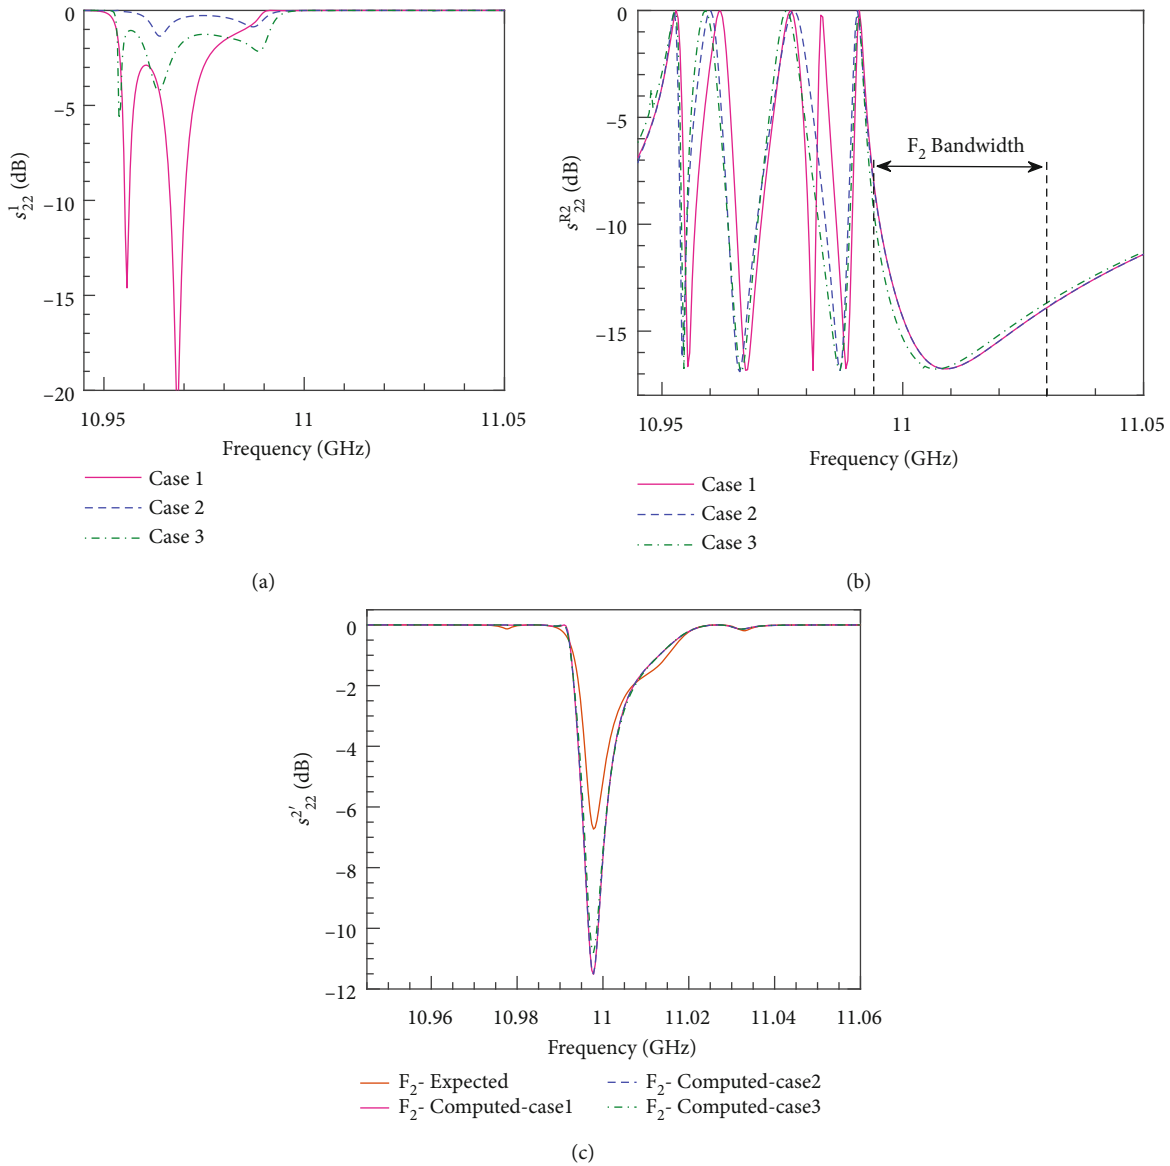 0
−5
−10
−15
−20
s¹₂₂ (dB)
10.95
11
11.05
Frequency (GHz)
Case 1
Case 2
Case 3
(a)
0
−5
−10
−15
s^R2₂₂ (dB)
F₂ Bandwidth
10.95
11
11.05
Frequency (GHz)
Case 1
Case 2
Case 3
(b)
0
−2
−4
−6
−8
−10
−12
s^2′₂₂ (dB)
10.96
10.98
11
11.02
11.04
11.06
Frequency (GHz)
F₂- Expected
F₂- Computed-case1
F₂- Computed-case2
F₂- Computed-case3
(c)